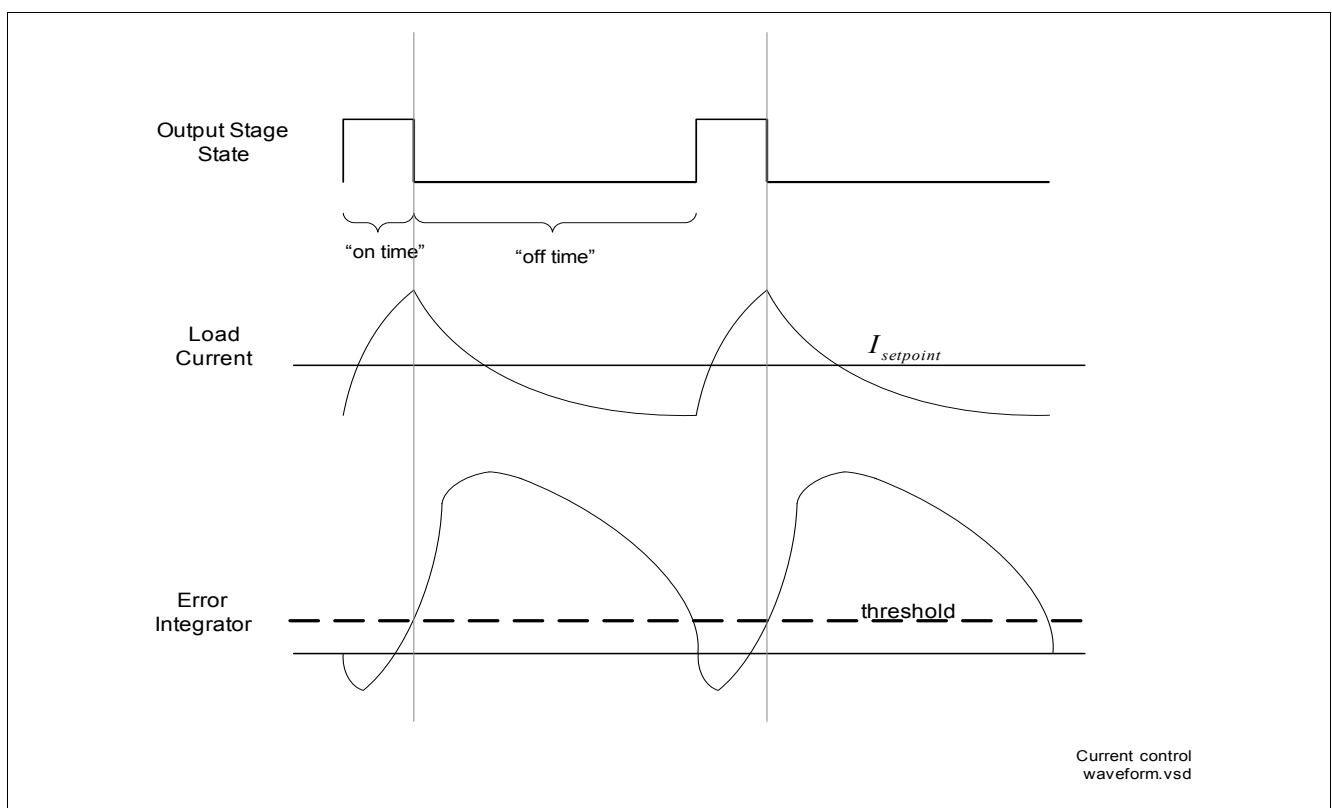 Output Stage
State
“on time”
“off time”
Load
Current
I setpoint
Error
Integrator
threshold
Current control
waveform.vsd